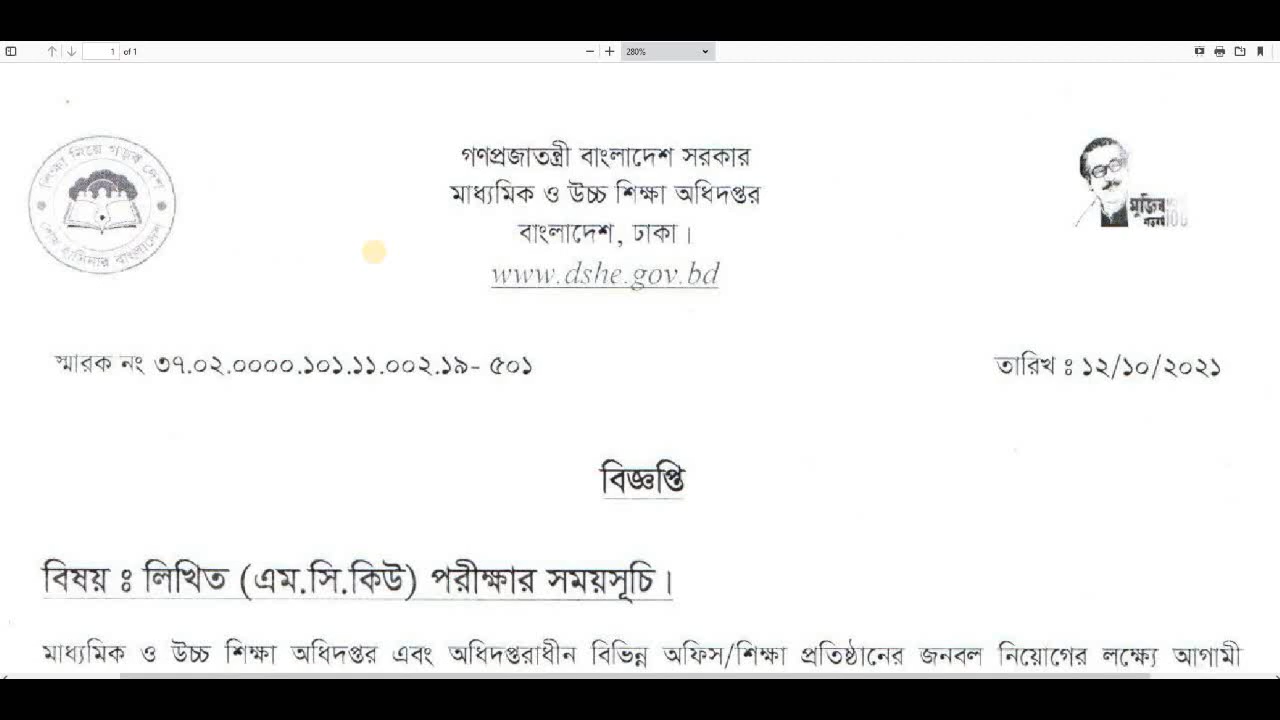 1 of 1
280%
শিক্ষা নিয়ে গড়ব দেশ
শেখ হাসিনার বাংলাদেশ
গণপ্রজাতন্ত্রী বাংলাদেশ সরকার
মাধ্যমিক ও উচ্চ শিক্ষা অধিদপ্তর
বাংলাদেশ, ঢাকা।
www.dshe.gov.bd
মুজিব
স্মারক নং ৩৭.০২.০০০০.১০১.১১.০০২.১৯- ৫০১
তারিখ ঃ ১২/১০/২০২১
বিজ্ঞপ্তি
বিষয় ঃ লিখিত (এম.সি.কিউ) পরীক্ষার সময়সূচি।
মাধ্যমিক ও উচ্চ শিক্ষা অধিদপ্তর এবং অধিদপ্তরাধীন বিভিন্ন অফিস/শিক্ষা প্রতিষ্ঠানের জনবল নিয়োগের লক্ষ্যে আগামী